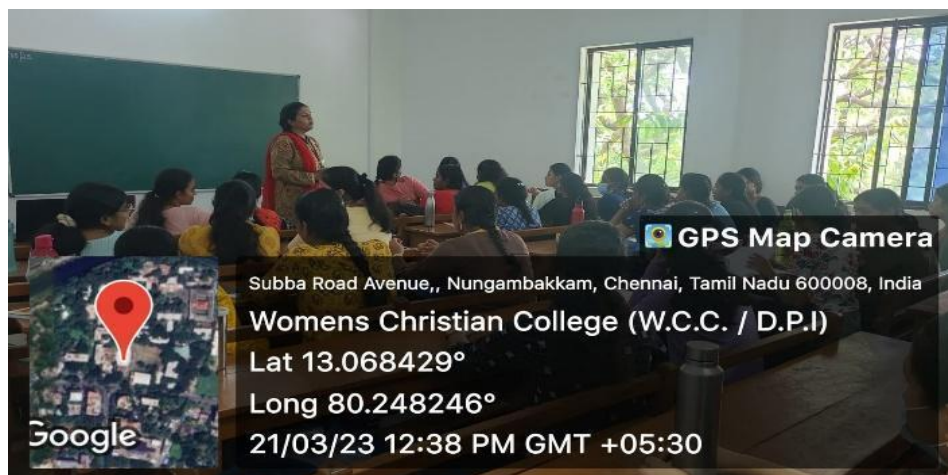 GPS Map Camera
Subba Road Avenue,, Nungambakkam, Chennai, Tamil Nadu 600008, India
Womens Christian College (W.C.C. / D.P.I)
Lat 13.068429°
Long 80.248246°
21/03/23 12:38 PM GMT +05:30
Google